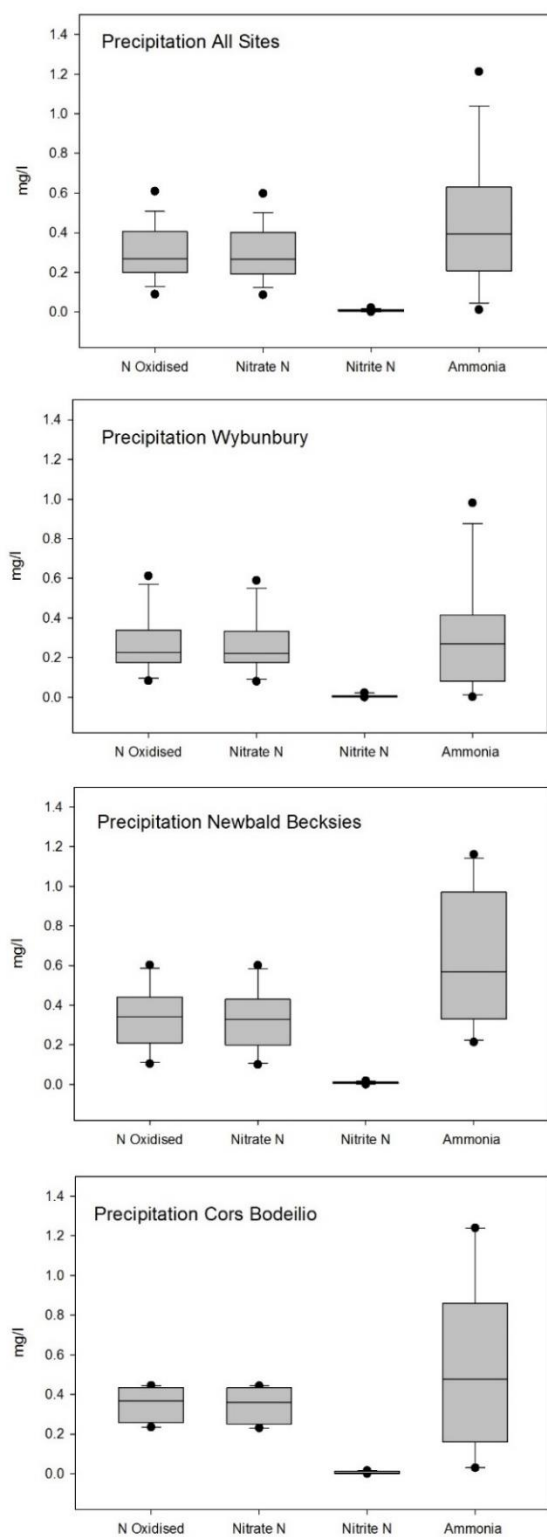 Precipitation All Sites
1.4
1.2
1.0
0.8
0.6
0.4
0.2
0.0
mg/l
N Oxidised Nitrate N Nitrite N Ammonia
Precipitation Wybunbury
1.4
1.2
1.0
0.8
0.6
0.4
0.2
0.0
mg/l
N Oxidised Nitrate N Nitrite N Ammonia
Precipitation Newbald Becksies
1.4
1.2
1.0
0.8
0.6
0.4
0.2
0.0
mg/l
N Oxidised Nitrate N Nitrite N Ammonia
Precipitation Cors Bodeilio
1.4
1.2
1.0
0.8
0.6
0.4
0.2
0.0
mg/l
N Oxidised Nitrate N Nitrite N Ammonia